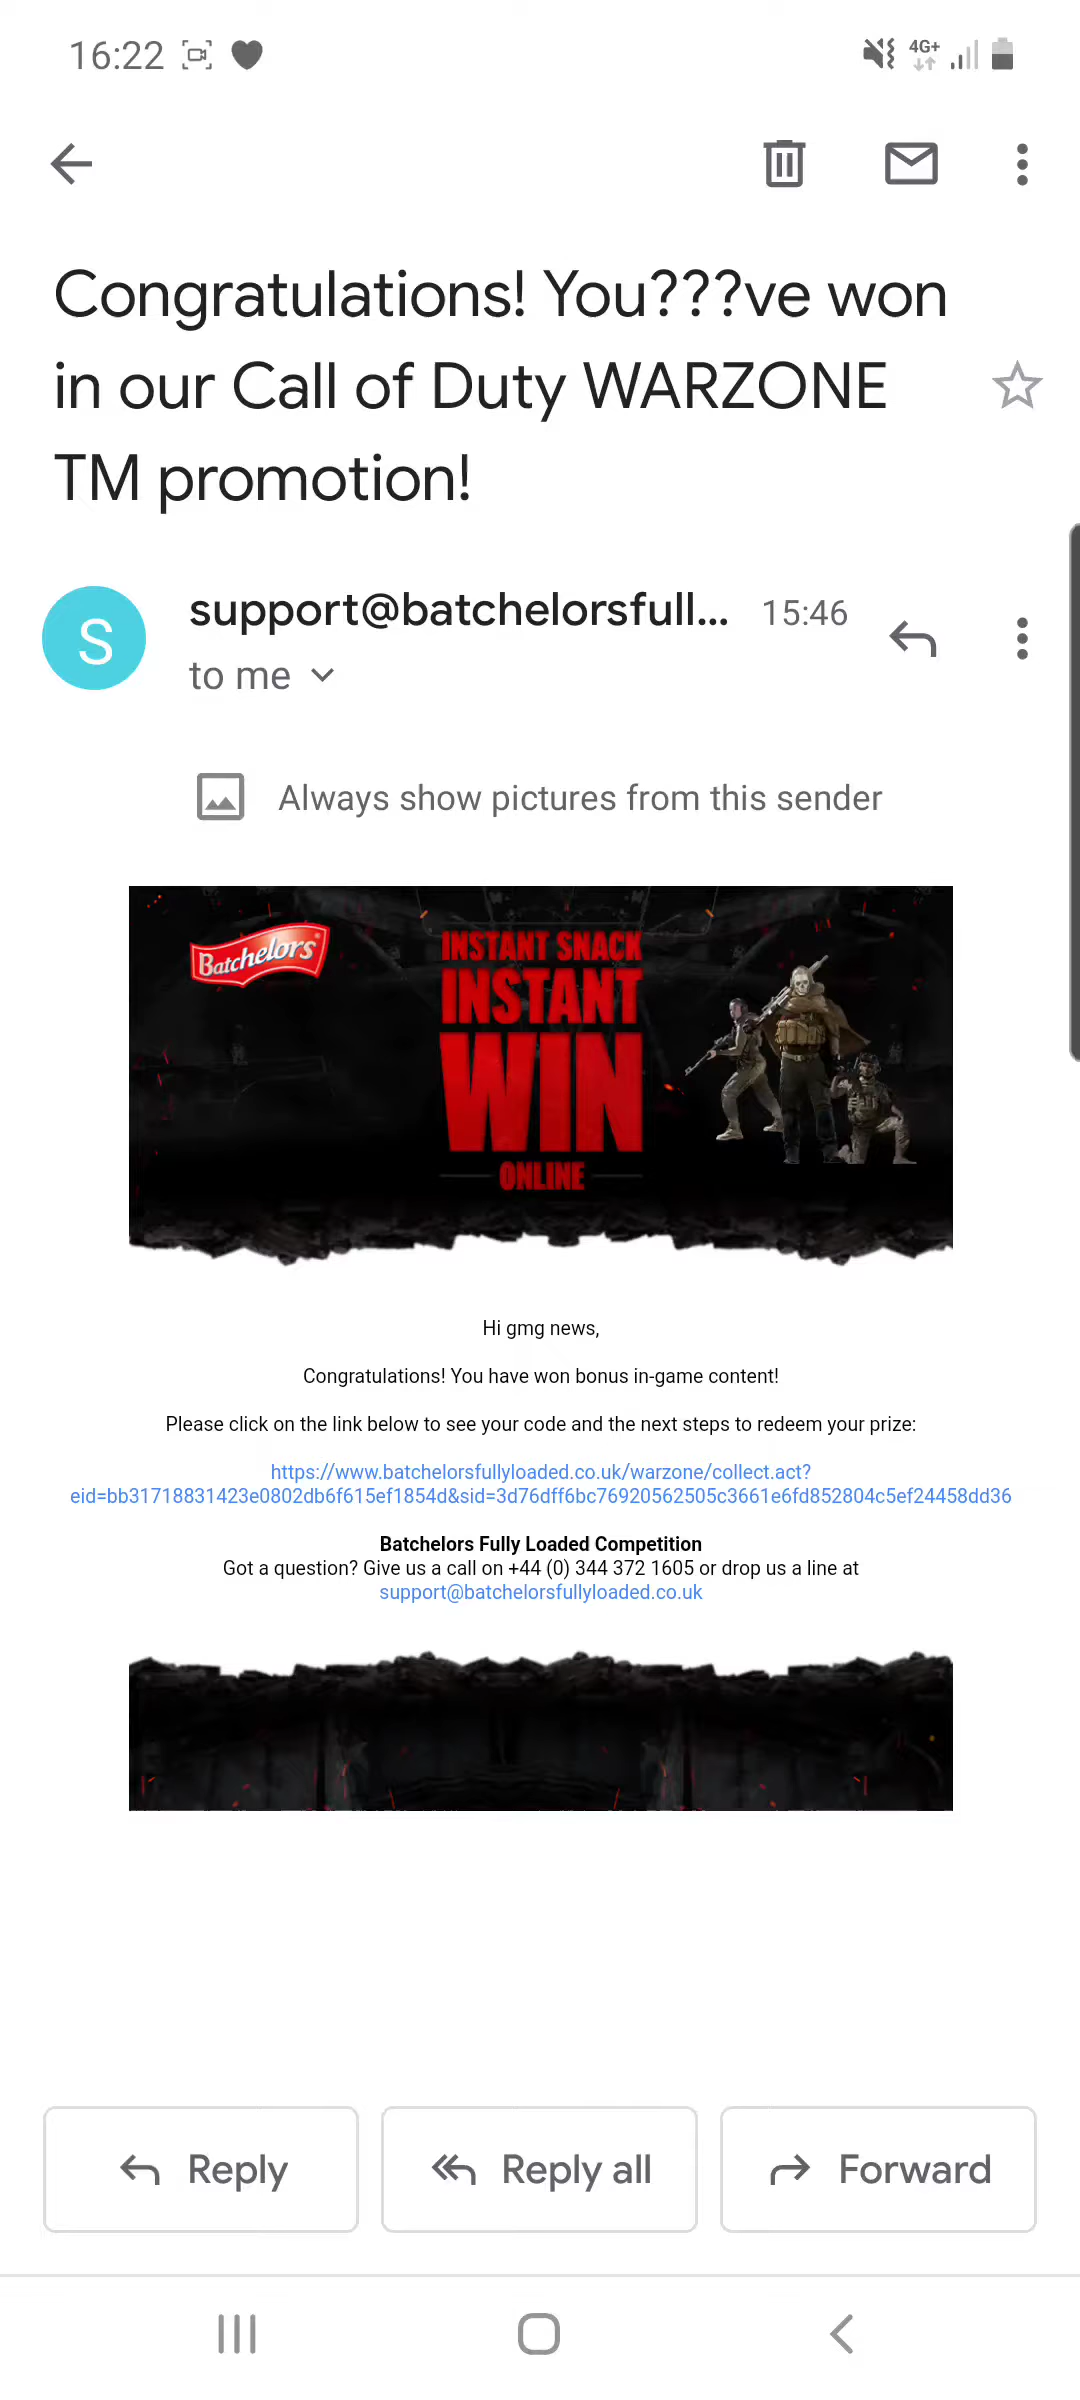 16:22
4G+
Congratulations! You???ve won
in our Call of Duty WARZONE
TM promotion!
S
support@batchelorsfull... 15:46
to me
Always show pictures from this sender
Batchelors
INSTANT SNACK
INSTANT
WIN
ONLINE
Hi gmg news,
Congratulations! You have won bonus in-game content!
Please click on the link below to see your code and the next steps to redeem your prize:
https://www.batchelorsfullyloaded.co.uk/warzone/collect.act?
eid=bb31718831423e0802db6f615ef1854d&sid=3d76dff6bc76920562505c3661e6fd852804c5ef24458dd36
Batchelors Fully Loaded Competition
Got a question? Give us a call on +44 (0) 344 372 1605 or drop us a line at
support@batchelorsfullyloaded.co.uk
Reply
Reply all
Forward